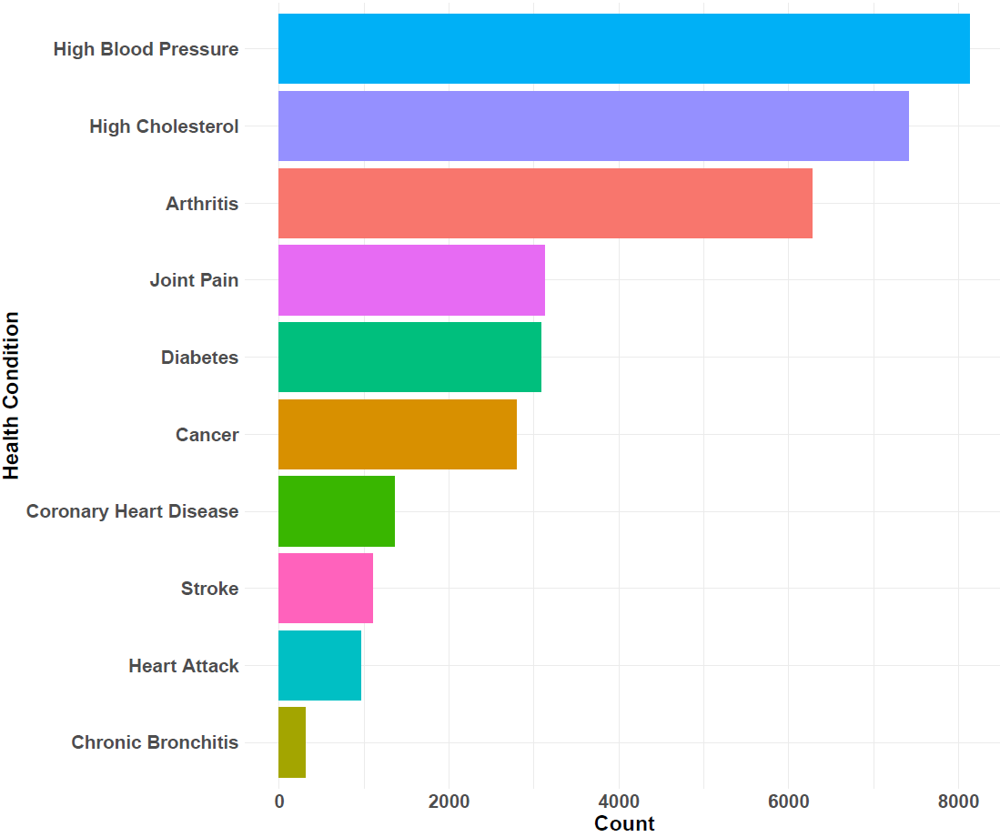 High Blood Pressure
High Cholesterol
Arthritis
Joint Pain
Diabetes
Cancer
Coronary Heart Disease
Stroke
Heart Attack
Chronic Bronchitis
Health Condition
0 2000 4000 6000 8000
Count